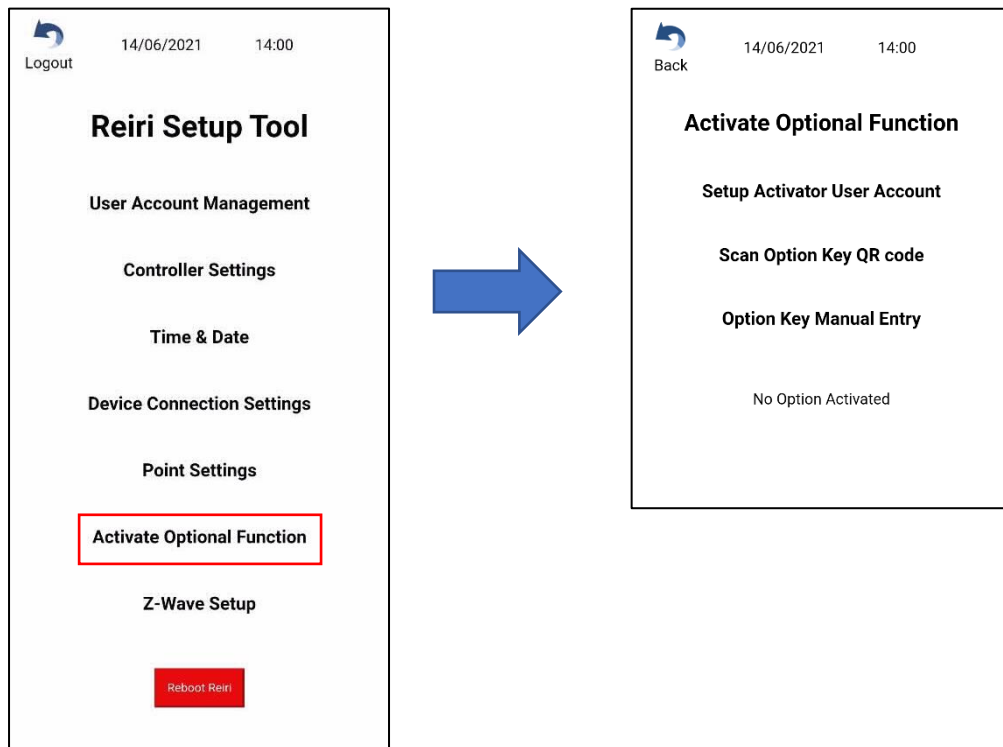 14/06/2021 14:00
Logout
Reiri Setup Tool
User Account Management
Controller Settings
Time & Date
Device Connection Settings
Point Settings
Activate Optional Function
Z-Wave Setup
Reboot Reiri
14/06/2021 14:00
Back
Activate Optional Function
Setup Activator User Account
Scan Option Key QR code
Option Key Manual Entry
No Option Activated